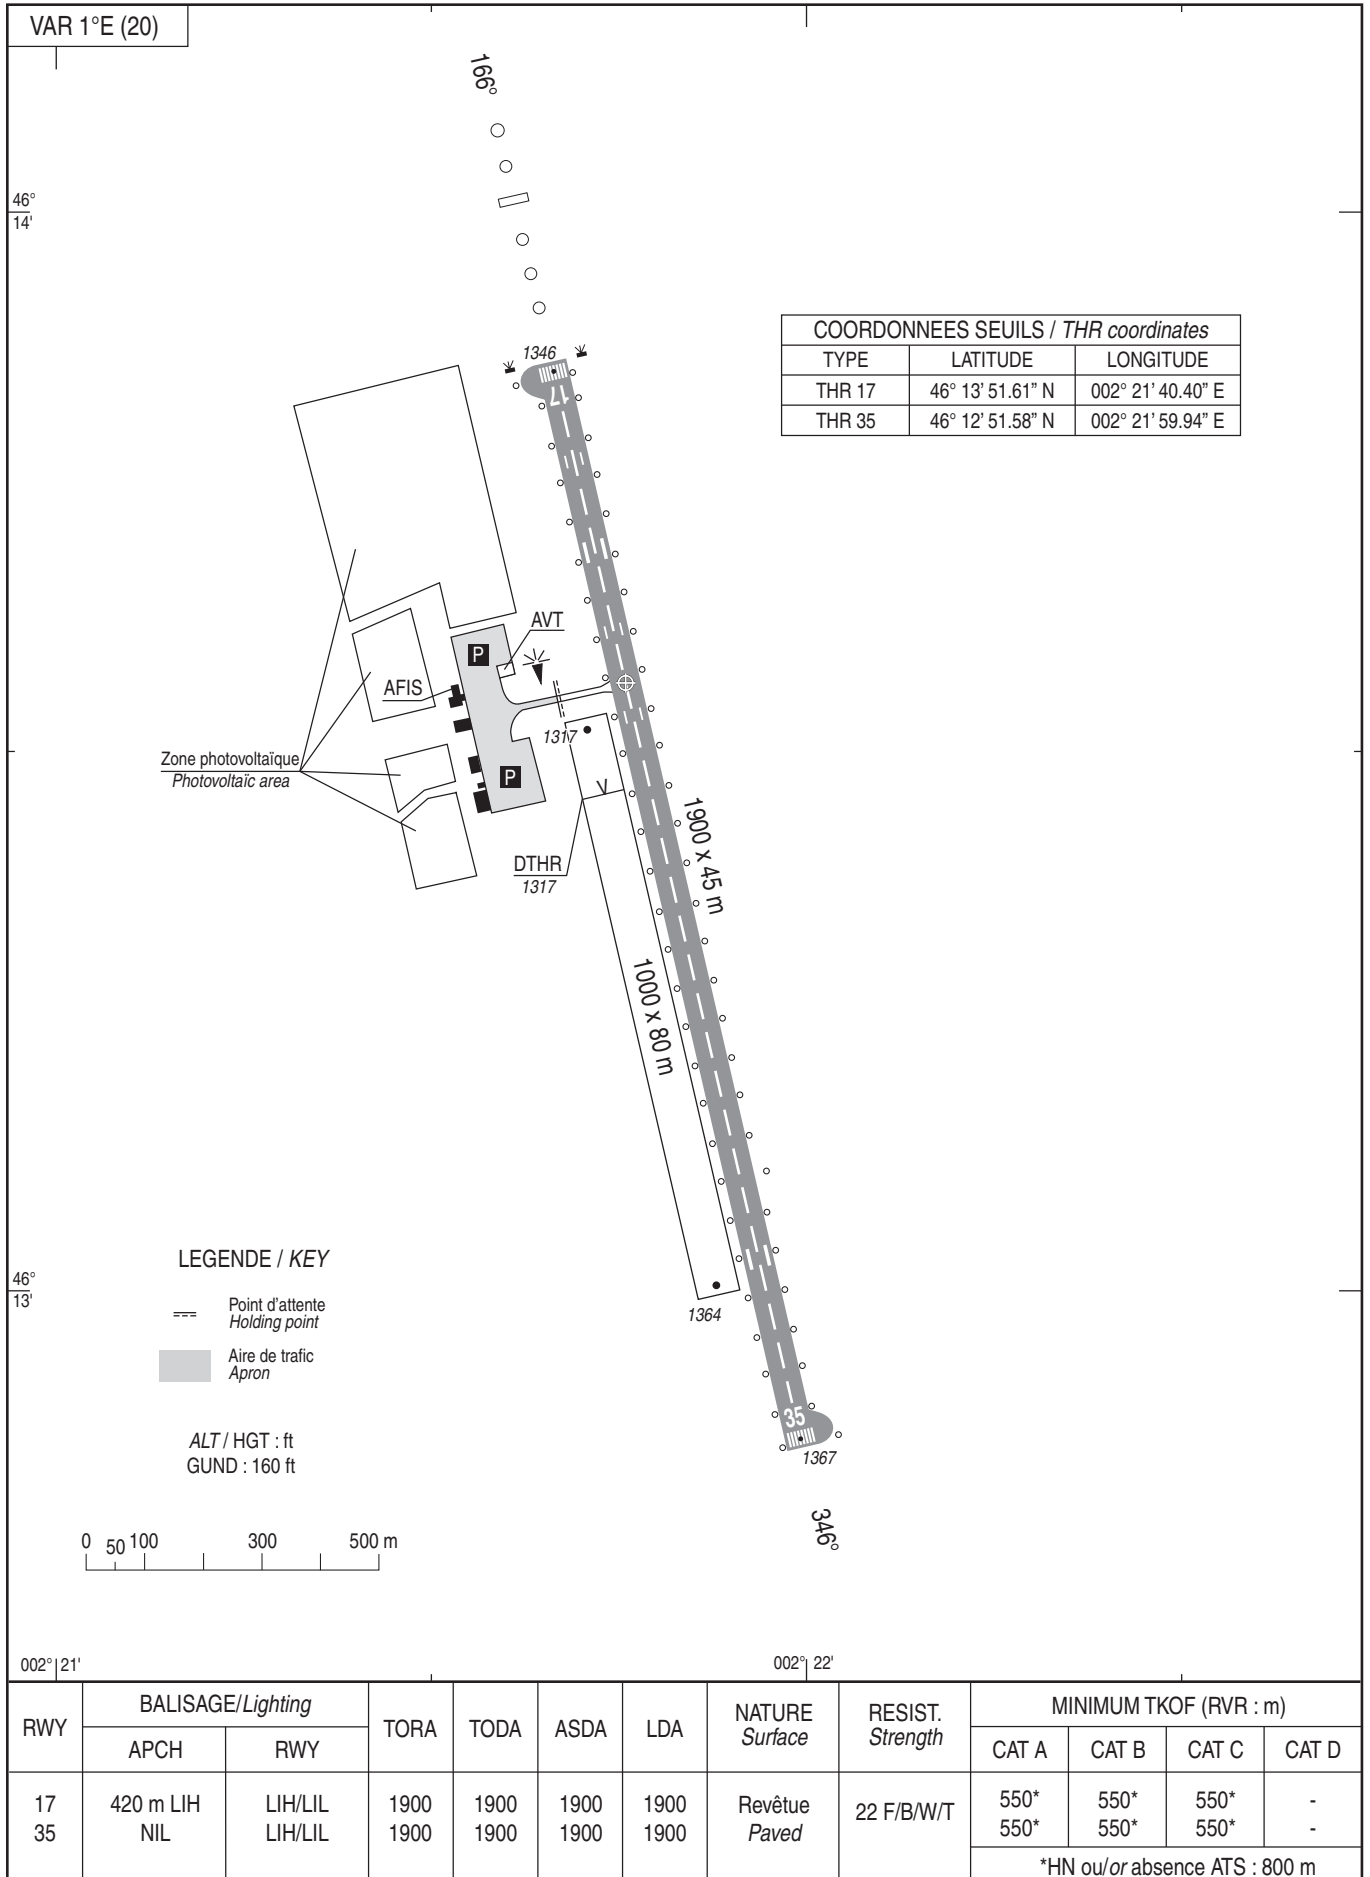 VAR 1°E (20)
166°
46°
14'
COORDONNEES SEUILS / THR coordinates
TYPE LATITUDE LONGITUDE
THR 17 46° 13’ 51.61” N 002° 21’ 40.40” E
THR 35 46° 12’ 51.58” N 002° 21’ 59.94” E
1346
17
AVT
P
AFIS
1317
Zone photovoltaïque
Photovoltaïc area
P
V
DTHR
1317
1900 x 45 m
1000 x 80 m
LEGENDE / KEY
46°
13'
Point d'attente
Holding point
1364
Aire de trafic
Apron
35
ALT / HGT : ft
GUND : 160 ft
1367
346°
0 50 100 300 500 m
002° 21' 002° 22'
RWY BALISAGE/Lighting TORA TODA ASDA LDA NATURE RESIST. MINIMUM TKOF (RVR : m)
Surface Strength
APCH RWY CAT A CAT B CAT C CAT D
17 420 m LIH LIH/LIL 1900 1900 1900 1900 Revêtue 22 F/B/W/T 550* 550* 550* -
35 NIL LIH/LIL 1900 1900 1900 1900 Paved 550* 550* 550* -
*HN ou/or absence ATS : 800 m